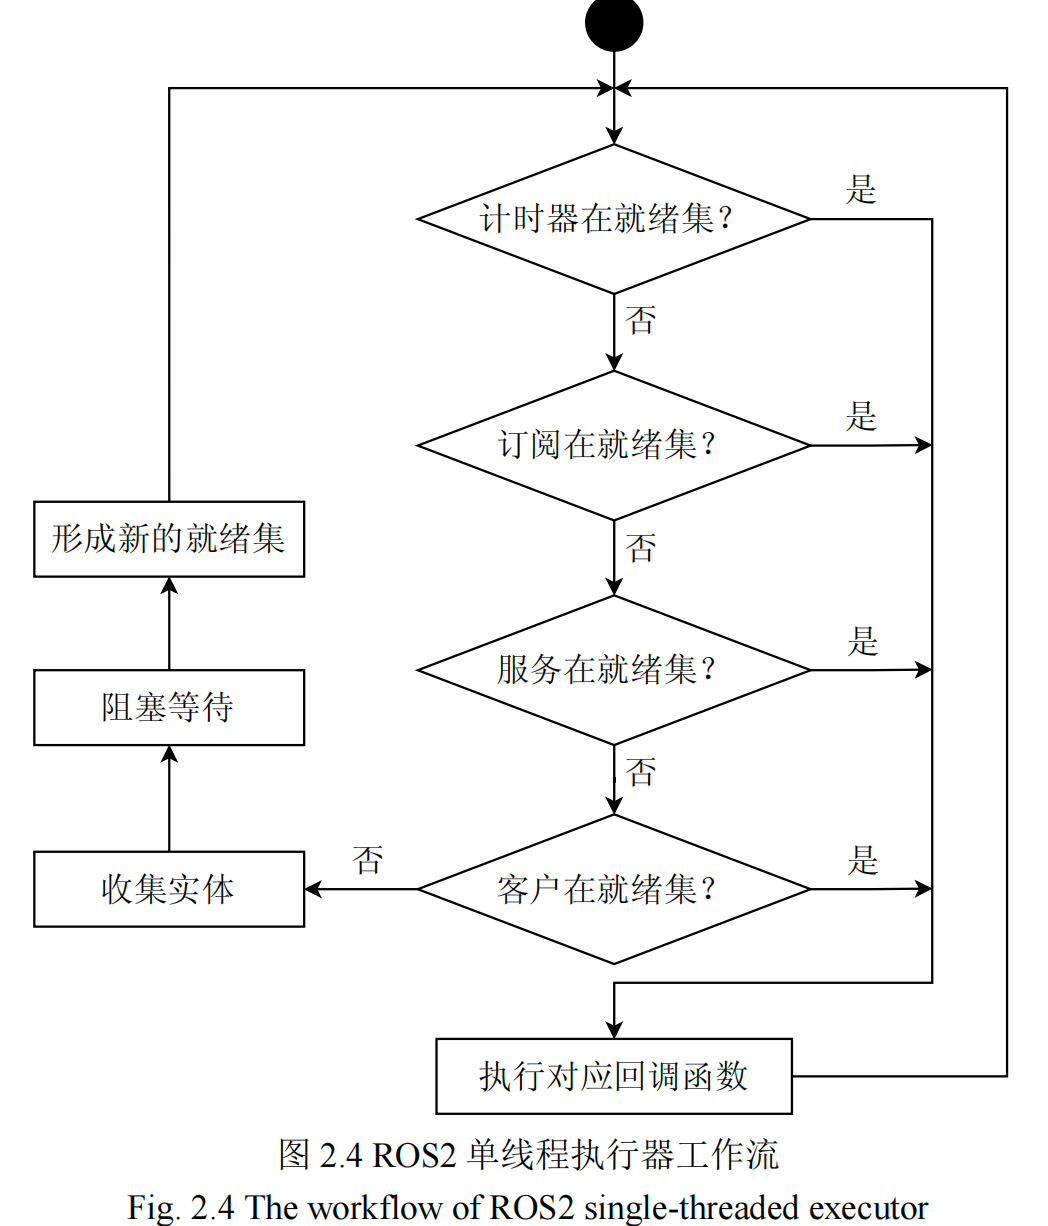 是
计时器在就绪集？
否
是
订阅在就绪集？
否
形成新的就绪集
是
服务在就绪集？
阻塞等待
否
否
是
收集实体
客户在就绪集？
执行对应回调函数
图 2.4 ROS2 单线程执行器工作流
Fig. 2.4 The workflow of ROS2 single-threaded executor